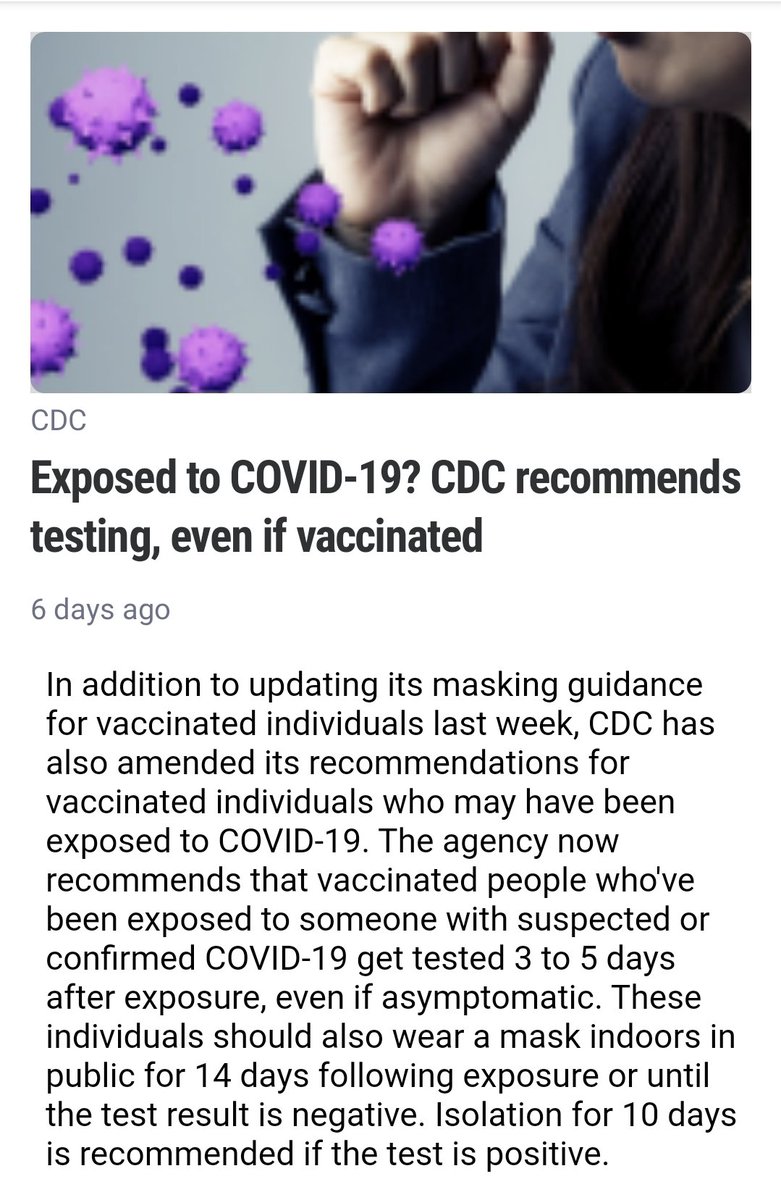 CDC
Exposed to COVID-19? CDC recommends
testing, even if vaccinated
6 days ago
In addition to updating its masking guidance
for vaccinated individuals last week, CDC has
also amended its recommendations for
vaccinated individuals who may have been
exposed to COVID-19. The agency now
recommends that vaccinated people who've
been exposed to someone with suspected or
confirmed COVID-19 get tested 3 to 5 days
after exposure, even if asymptomatic. These
individuals should also wear a mask indoors in
public for 14 days following exposure or until
the test result is negative. Isolation for 10 days
is recommended if the test is positive.